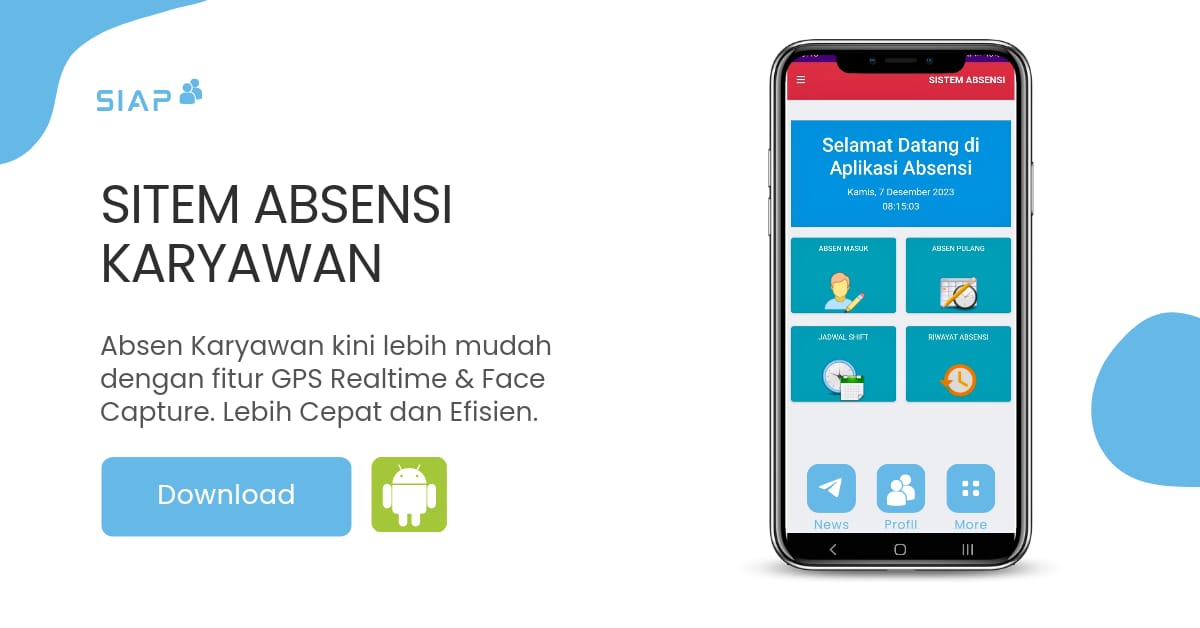 SIAP
SITEM ABSENSI
KARYAWAN
Absen Karyawan kini lebih mudah
dengan fitur GPS Realtime & Face
Capture. Lebih Cepat dan Efisien.
Download
SISTEM ABSENSI
Selamat Datang di
Aplikasi Absensi
Kamis, 7 Desember 2023
08:15:03
ABSEN MASUK
ABSEN PULANG
JADWAL SHIFT
RIWAYAT ABSENSI
News
Profil
More